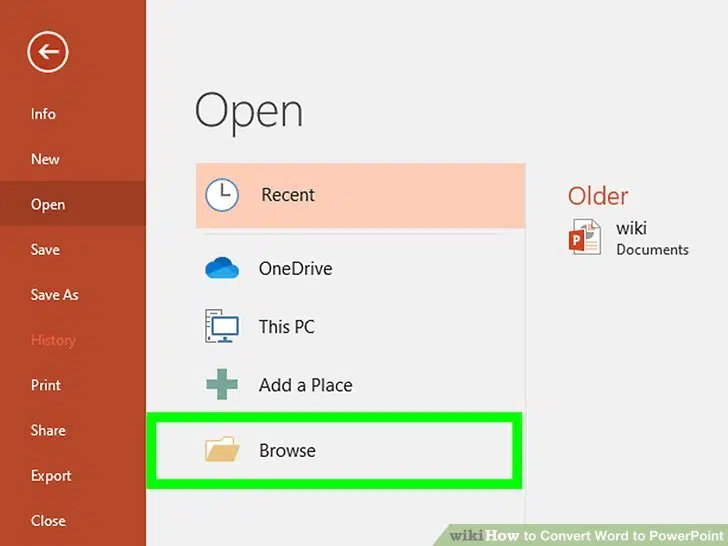 Info
New
Open
Save
Save As
History
Print
Share
Export
Close
Open
Recent
OneDrive
This PC
Add a Place
Browse
Older
P
wiki
Documents
wikiHow to Convert Word to PowerPoint